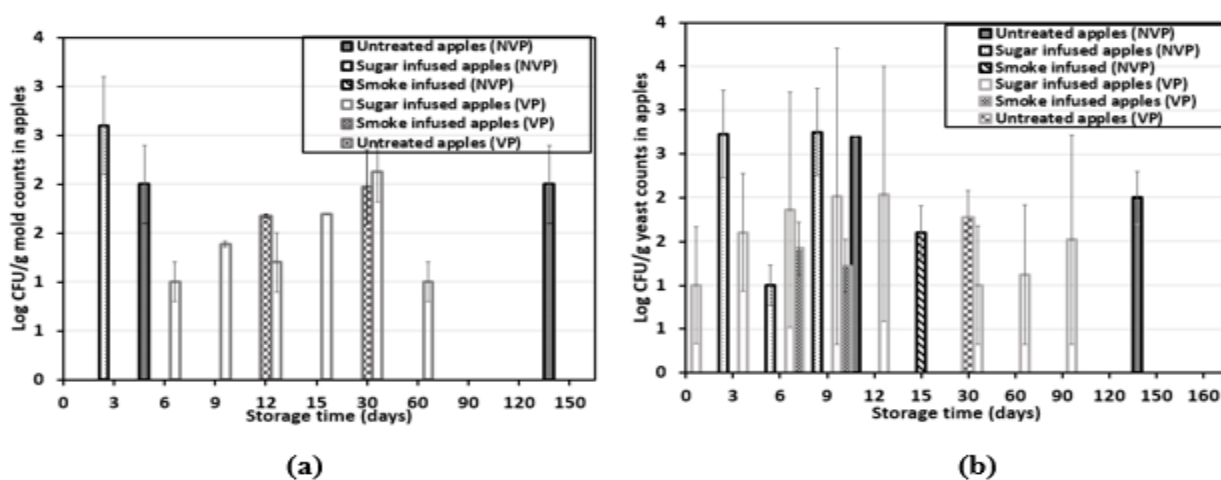 4
3
3
2
2
1
1
0
Log CFU/g mold counts in apples
Untreated apples (NVP)
Sugar infused apples (NVP)
Smoke infused (NVP)
Sugar infused apples (VP)
Smoke infused apples (VP)
Untreated apples (VP)
0 3 6 9 12 15 30 60 90 120 150
Storage time (days)
(a)
4
3
3
2
2
1
1
0
Log CFU/g yeast counts in apples
Untreated apples (NVP)
Sugar infused apples (NVP)
Smoke infused (NVP)
Sugar infused apples (VP)
Smoke infused apples (VP)
Untreated apples (VP)
0 3 6 9 12 15 30 60 90 120 150 160
Storage time (days)
(b)